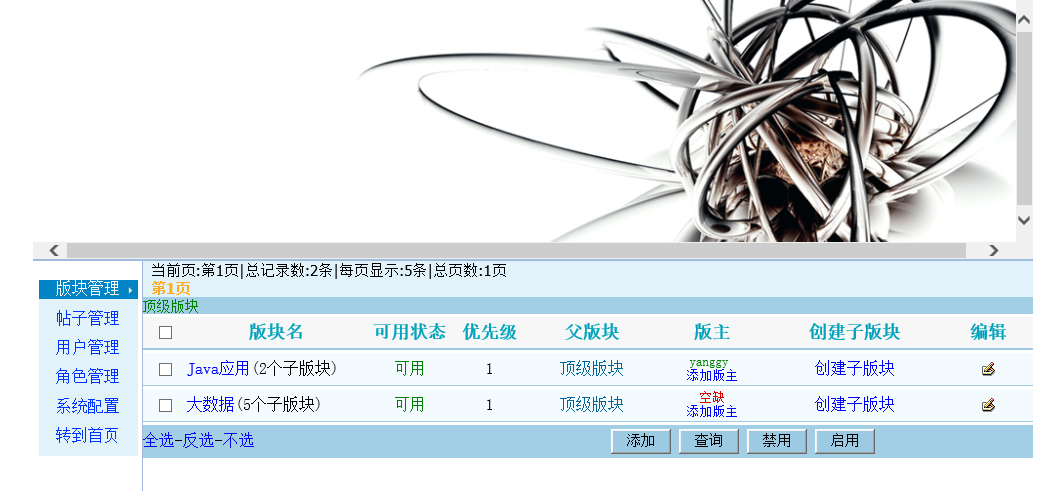 当前页:第1页|总记录数:2条|每页显示:5条|总页数:1页
第1页
版块管理
帖子管理
用户管理
角色管理
系统配置
转到首页
顶级版块
版块名 可用状态 优先级 父版块 版主 创建子版块 编辑
Java应用(2个子版块) 可用 1 顶级版块 yanggy 创建子版块
添加版主
大数据(5个子版块) 可用 1 顶级版块 空缺 创建子版块
添加版主
全选-反选-不选 添加 查询 禁用 启用